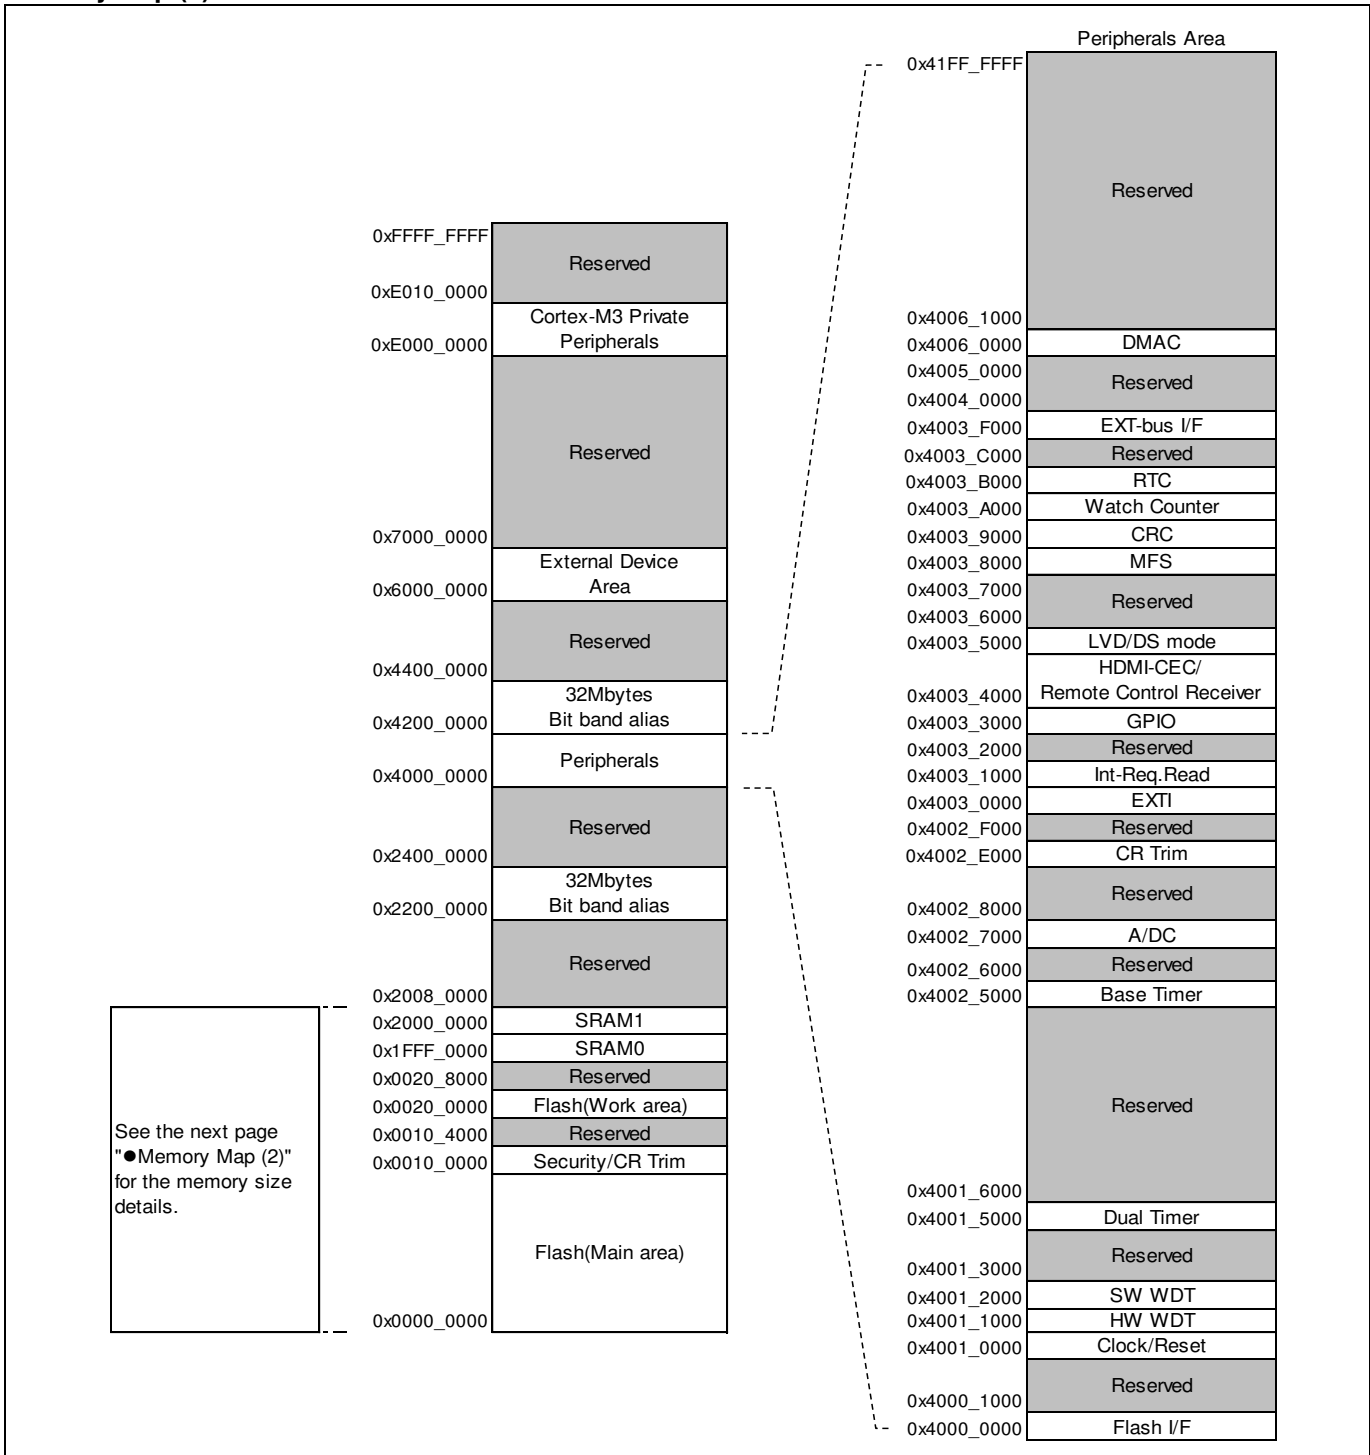 Peripherals Area
0x41FF_FFFF
Reserved
0x4006_1000
0x4006_0000 DMAC
0x4005_0000
Reserved
0x4004_0000
0x4003_F000 EXT-bus I/F
0x4003_C000 Reserved
0x4003_B000 RTC
0x4003_A000 Watch Counter
0x4003_9000 CRC
0x4003_8000 MFS
0x4003_7000
Reserved
0x4003_6000
0x4003_5000 LVD/DS mode
HDMI-CEC/
0x4003_4000 Remote Control Receiver
0x4003_3000 GPIO
0x4003_2000 Reserved
0x4003_1000 Int-Req.Read
0x4003_0000 EXTI
0x4002_F000 Reserved
0x4002_E000 CR Trim
Reserved
0x4002_8000
0x4002_7000 A/DC
0x4002_6000 Reserved
0x4002_5000 Base Timer
Reserved
0x4001_6000
0x4001_5000 Dual Timer
Reserved
0x4001_3000
0x4001_2000 SW WDT
0x4001_1000 HW WDT
0x4001_0000 Clock/Reset
Reserved
0x4000_1000
0x4000_0000 Flash I/F
0xFFFF_FFFF
Reserved
0xE010_0000
Cortex-M3 Private
0xE000_0000 Peripherals
Reserved
0x7000_0000
External Device
0x6000_0000 Area
Reserved
0x4400_0000
32Mbytes
0x4200_0000 Bit band alias
Peripherals
0x4000_0000
Reserved
0x2400_0000
32Mbytes
0x2200_0000 Bit band alias
Reserved
0x2008_0000
0x2000_0000 SRAM1
0x1FFF_0000 SRAM0
0x0020_8000 Reserved
0x0020_0000 Flash(Work area)
0x0010_4000 Reserved
0x0010_0000 Security/CR Trim
Flash(Main area)
0x0000_0000
See the next page
"●Memory Map (2)"
for the memory size
details.